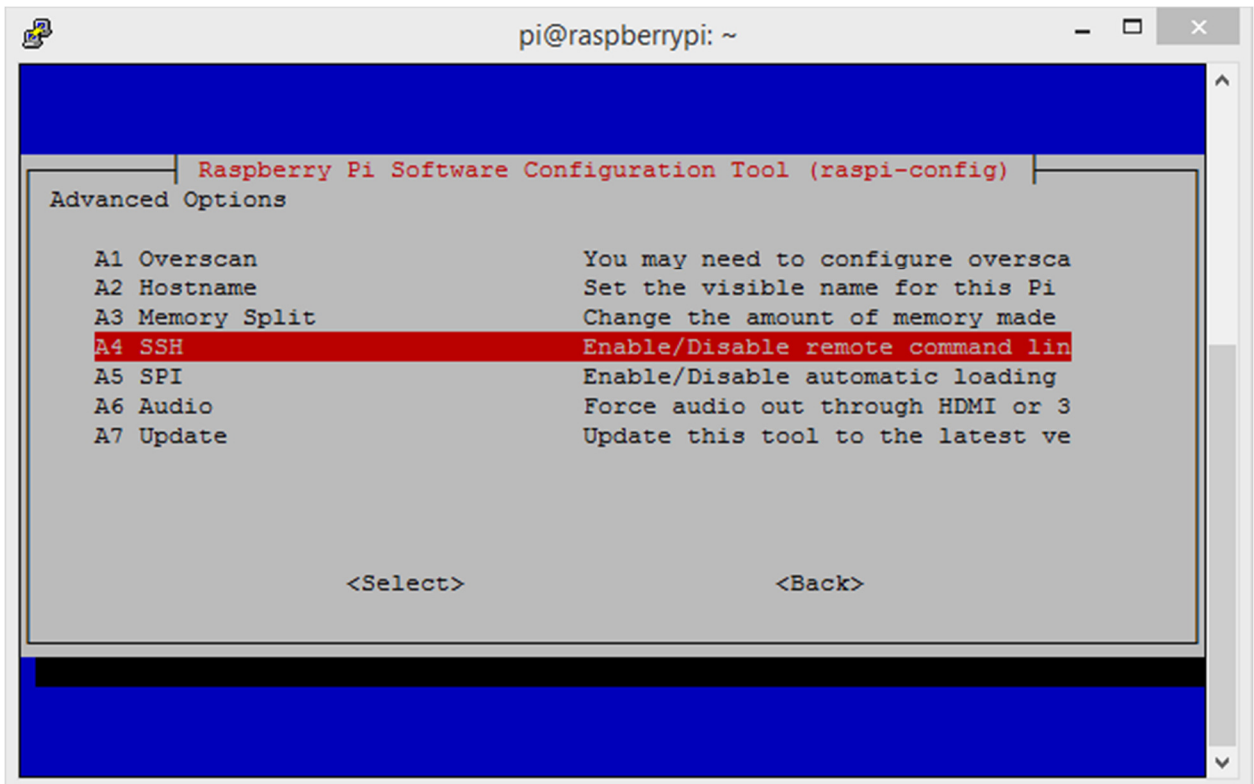 pi@raspberrypi: ~
Raspberry Pi Software Configuration Tool (raspi-config)
Advanced Options
A1 Overscan You may need to configure oversca
A2 Hostname Set the visible name for this Pi
A3 Memory Split Change the amount of memory made
A4 SSH Enable/Disable remote command lin
A5 SPI Enable/Disable automatic loading
A6 Audio Force audio out through HDMI or 3
A7 Update Update this tool to the latest ve
<Select> <Back>